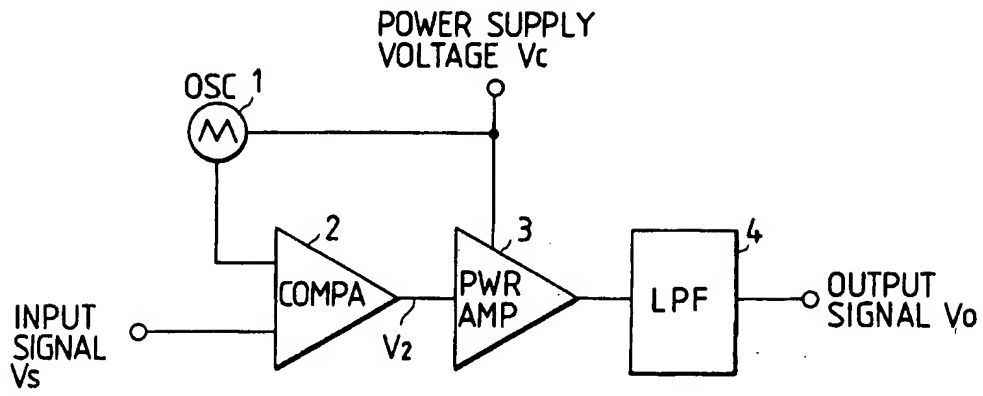 POWER SUPPLY
VOLTAGE Vc
OSC 1
2
COMPA
3
PWR
AMP
4
LPF
INPUT
SIGNAL
Vs
V2
OUTPUT
SIGNAL Vo